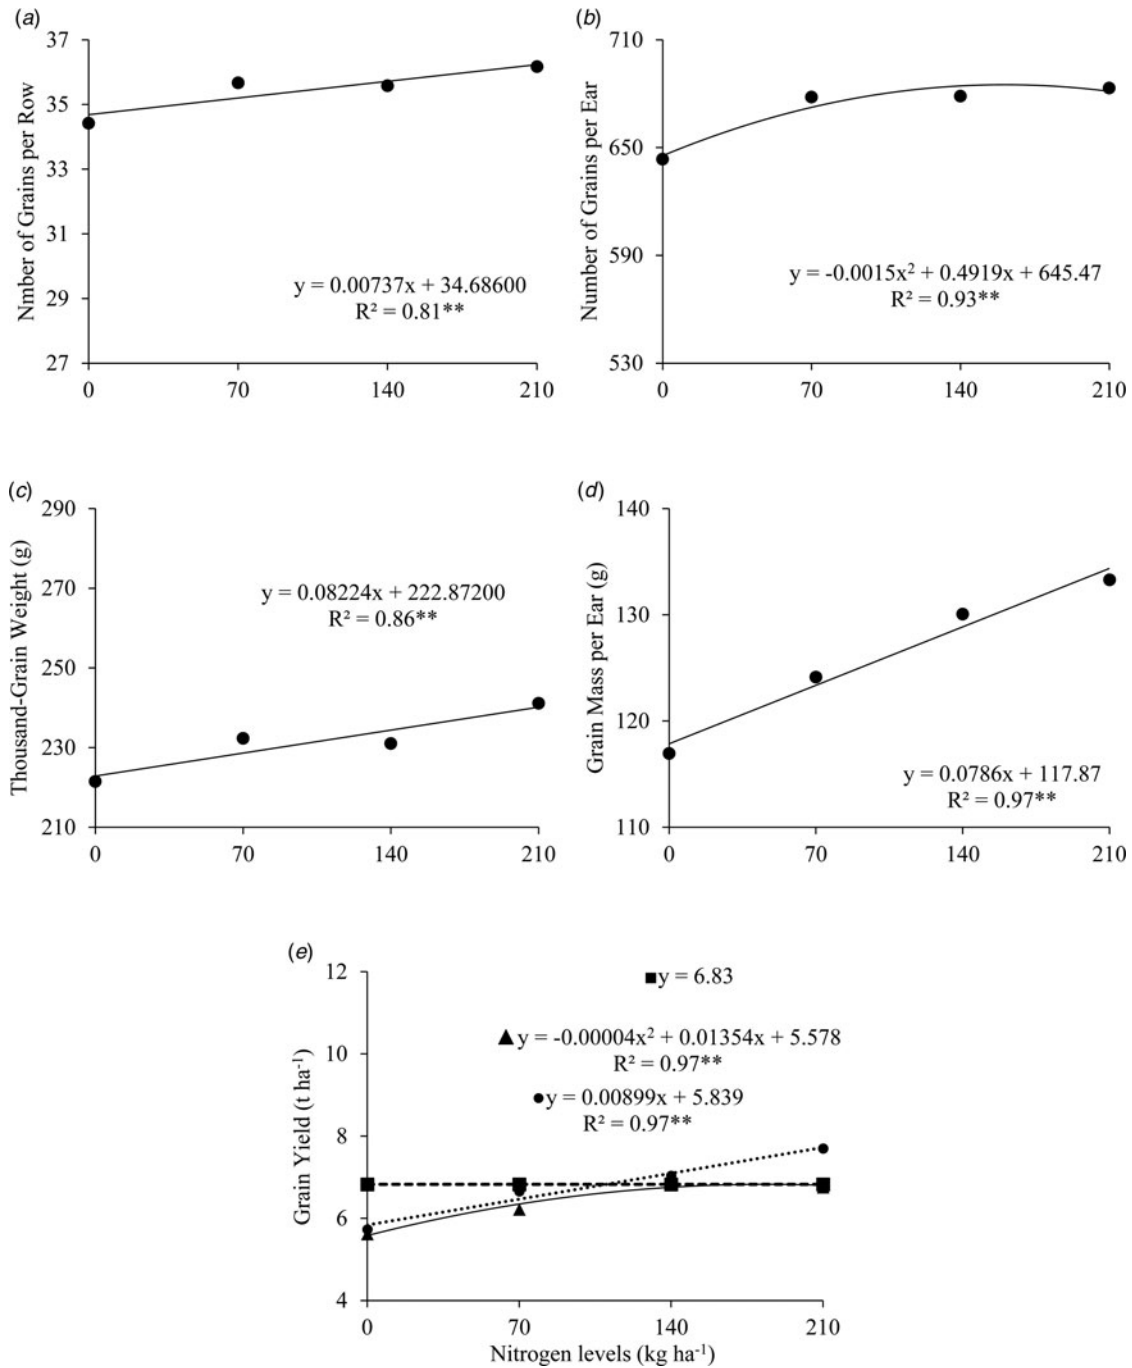 (a)
37
35
33
31
29
27
Nmber of Grains per Row
y = 0.00737x + 34.68600
R² = 0.81**
0 70 140 210
(b)
710
650
590
530
Number of Grains per Ear
y = -0.0015x² + 0.4919x + 645.47
R² = 0.93**
0 70 140 210
(c)
290
270
250
230
210
Thousand-Grain Weight (g)
y = 0.08224x + 222.87200
R² = 0.86**
0 70 140 210
(d)
140
130
120
110
Grain Mass per Ear (g)
y = 0.0786x + 117.87
R² = 0.97**
0 70 140 210
(e)
12
10
8
6
4
Grain Yield (t ha⁻¹)
y = 6.83
y = -0.00004x² + 0.01354x + 5.578
R² = 0.97**
y = 0.00899x + 5.839
R² = 0.97**
0 70 140 210
Nitrogen levels (kg ha⁻¹)